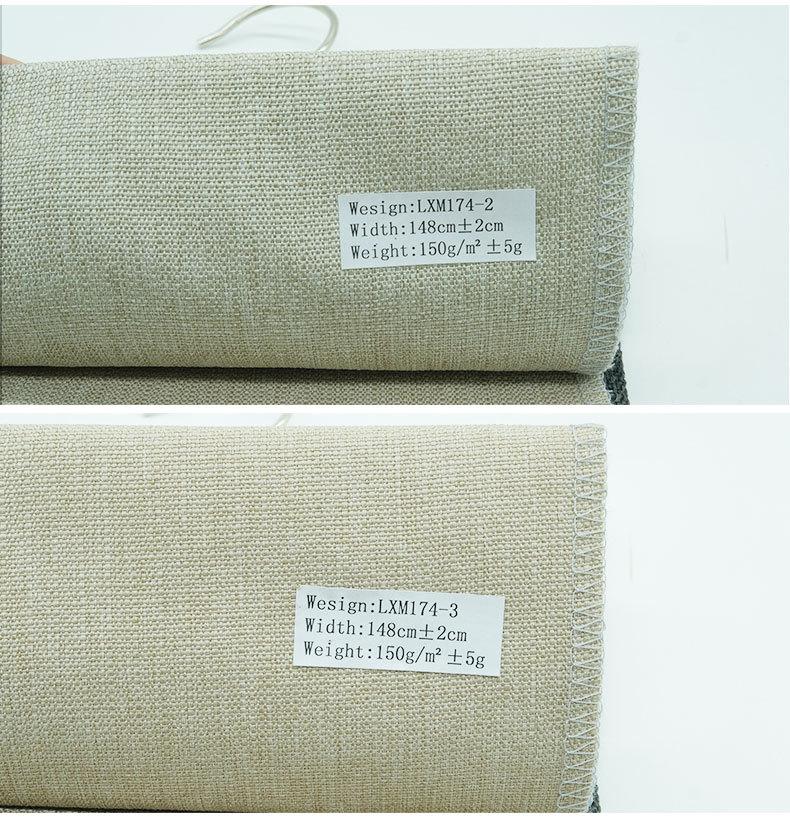 Wesign:LXM174-2
Width:148cm±2cm
Weight:150g/m²±5g
Wesign:LXM174-3
Width:148cm±2cm
Weight:150g/m²±5g